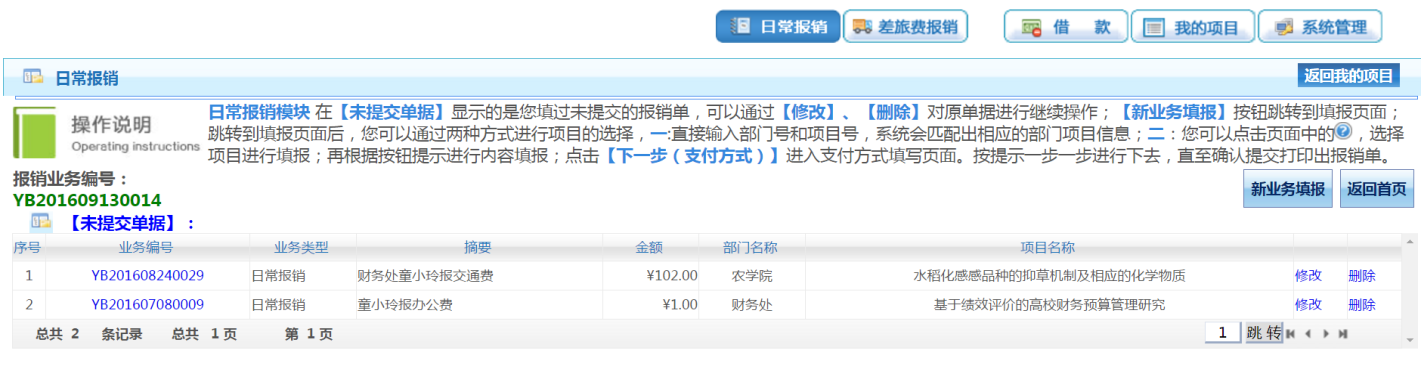 日常报销 差旅费报销 借 款 我的项目 系统管理
日常报销 返回我的项目
操作说明
Operating instructions
日常报销模块 在【未提交单据】显示的是您填过未提交的报销单，可以通过【修改】、【删除】对原单据进行继续操作；【新业务填报】按钮跳转到填报页面；
跳转到填报页面后，您可以通过两种方式进行项目的选择，一:直接输入部门号和项目号，系统会匹配出相应的部门项目信息；二：您可以点击页面中的?，选择
项目进行填报；再根据按钮提示进行内容填报；点击【下一步（支付方式）】进入支付方式填写页面。按提示一步一步进行下去，直至确认提交打印出报销单。
报销业务编号：
YB201609130014
新业务填报 返回首页
【未提交单据】：
序号 业务编号 业务类型 摘要 金额 部门名称 项目名称
1 YB201608240029 日常报销 财务处童小玲报交通费 ¥102.00 农学院 水稻化感感品种的抑草机制及相应的化学物质 修改 删除
2 YB201607080009 日常报销 童小玲报办公费 ¥1.00 财务处 基于绩效评价的高校财务预算管理研究 修改 删除
总共 2 条记录 总共 1 页 第 1 页 1 跳 转